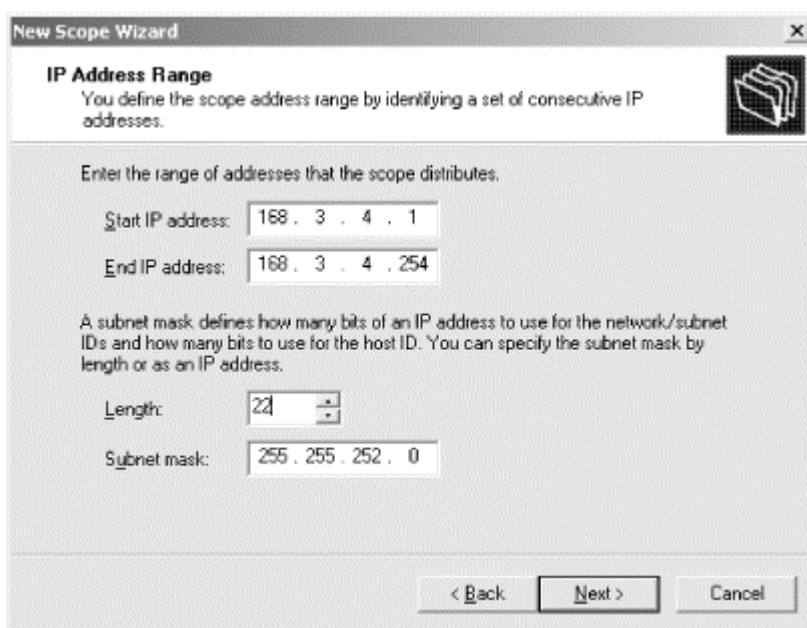 New Scope Wizard
IP Address Range
You define the scope address range by identifying a set of consecutive IP
addresses.
Enter the range of addresses that the scope distributes.
Start IP address: 168 . 3 . 4 . 1
End IP address: 168 . 3 . 4 . 254
A subnet mask defines how many bits of an IP address to use for the network/subnet
IDs and how many bits to use for the host ID. You can specify the subnet mask by
length or as an IP address.
Length: 22
Subnet mask: 255 . 255 . 252 . 0
< Back Next > Cancel